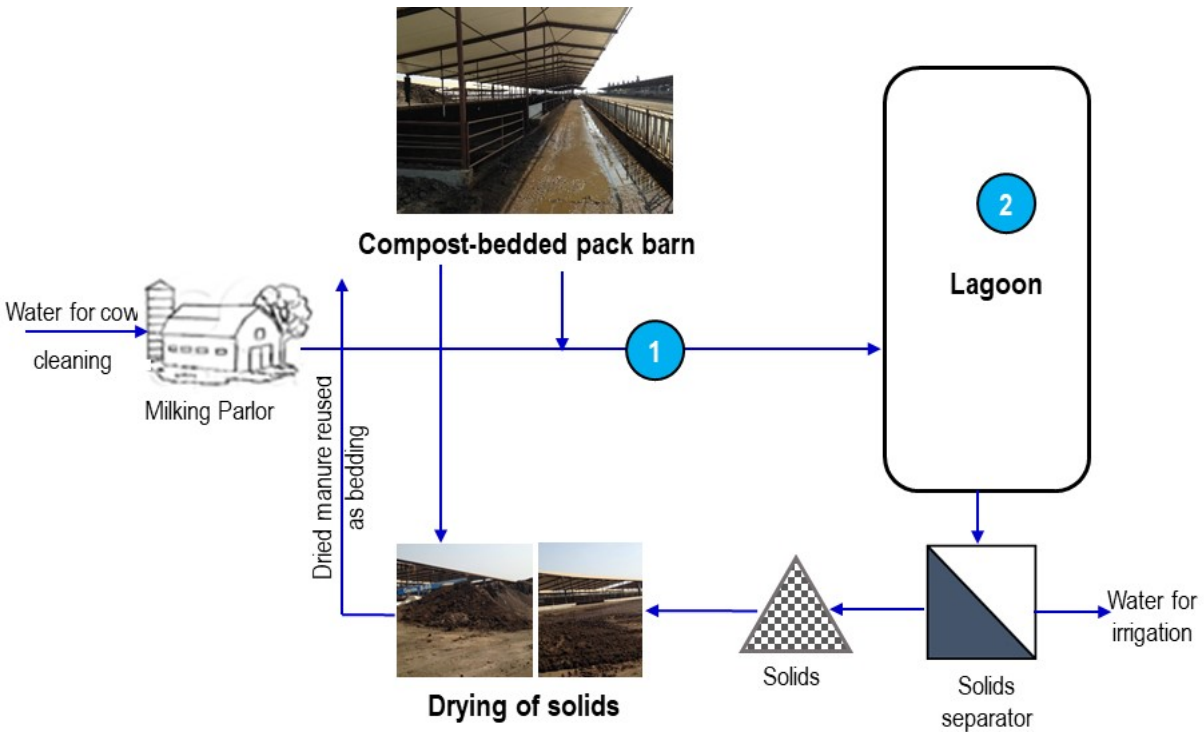 Compost-bedded pack barn
2
Lagoon
Water for cow
cleaning
1
Milking Parlor
Dried manure reused
as bedding
Drying of solids
Solids
Solids
separator
Water for
irrigation